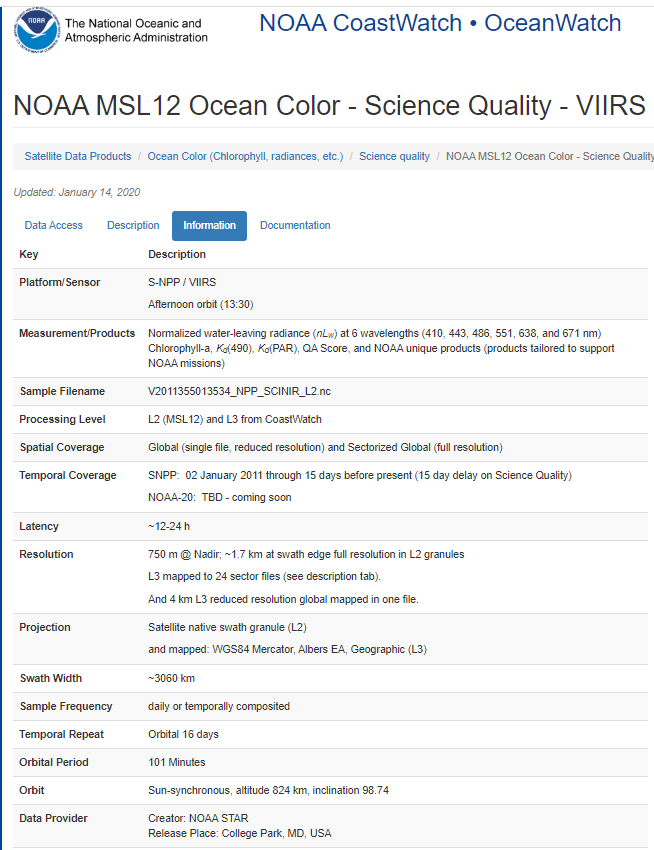 NOAA
The National Oceanic and
Atmospheric Administration
NOAA CoastWatch • OceanWatch
NOAA MSL12 Ocean Color - Science Quality - VIIRS
Satellite Data Products / Ocean Color (Chlorophyll, radiances, etc.) / Science quality / NOAA MSL12 Ocean Color - Science Quality
Updated: January 14, 2020
Data Access Description Information Documentation
Key Description
Platform/Sensor S-NPP / VIIRS
Afternoon orbit (13:30)
Measurement/Products Normalized water-leaving radiance (nLw) at 6 wavelengths (410, 443, 486, 551, 638, and 671 nm)
Chlorophyll-a, Kd(490), Kd(PAR), QA Score, and NOAA unique products (products tailored to support
NOAA missions)
Sample Filename V2011355013534_NPP_SCINIR_L2.nc
Processing Level L2 (MSL12) and L3 from CoastWatch
Spatial Coverage Global (single file, reduced resolution) and Sectorized Global (full resolution)
Temporal Coverage SNPP: 02 January 2011 through 15 days before present (15 day delay on Science Quality)
NOAA-20: TBD - coming soon
Latency ~12-24 h
Resolution 750 m @ Nadir; ~1.7 km at swath edge full resolution in L2 granules
L3 mapped to 24 sector files (see description tab).
And 4 km L3 reduced resolution global mapped in one file.
Projection Satellite native swath granule (L2)
and mapped: WGS84 Mercator, Albers EA, Geographic (L3)
Swath Width ~3060 km
Sample Frequency daily or temporally composited
Temporal Repeat Orbital 16 days
Orbital Period 101 Minutes
Orbit Sun-synchronous, altitude 824 km, inclination 98.74
Data Provider Creator: NOAA STAR
Release Place: College Park, MD, USA